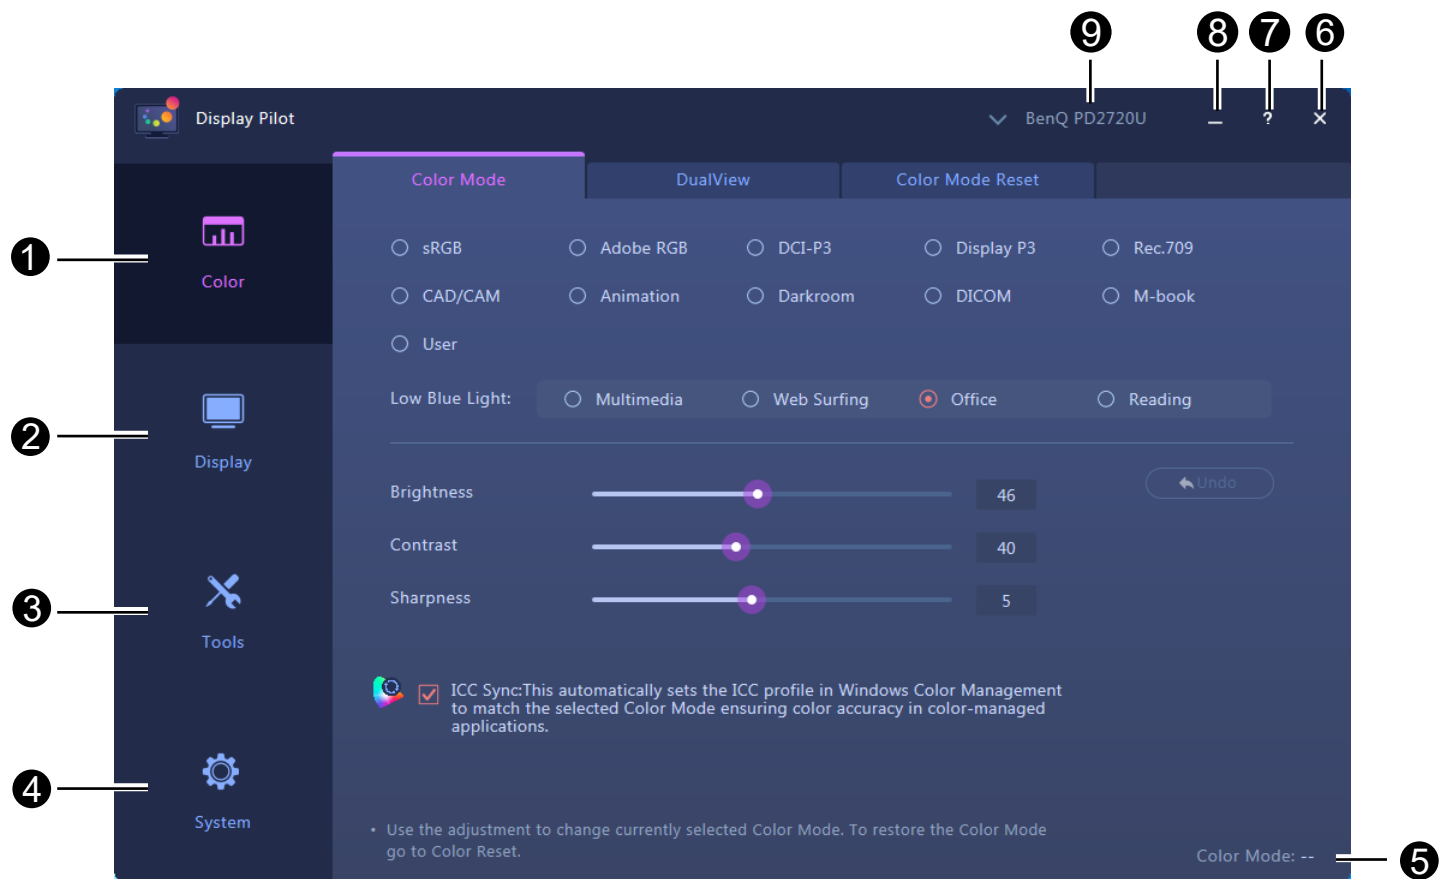 9 8 7 6
Display Pilot
BenQ PD2720U
?
Color Mode DualView Color Mode Reset
1
Color
sRGB Adobe RGB DCI-P3 Display P3 Rec.709
CAD/CAM Animation Darkroom DICOM M-book
User
Low Blue Light: Multimedia Web Surfing Office Reading
2
Display
Brightness 46 Undo
Contrast 40
Sharpness 5
3
Tools
ICC Sync:This automatically sets the ICC profile in Windows Color Management
to match the selected Color Mode ensuring color accuracy in color-managed
applications.
4
System
• Use the adjustment to change currently selected Color Mode. To restore the Color Mode
go to Color Reset.
Color Mode: --
5